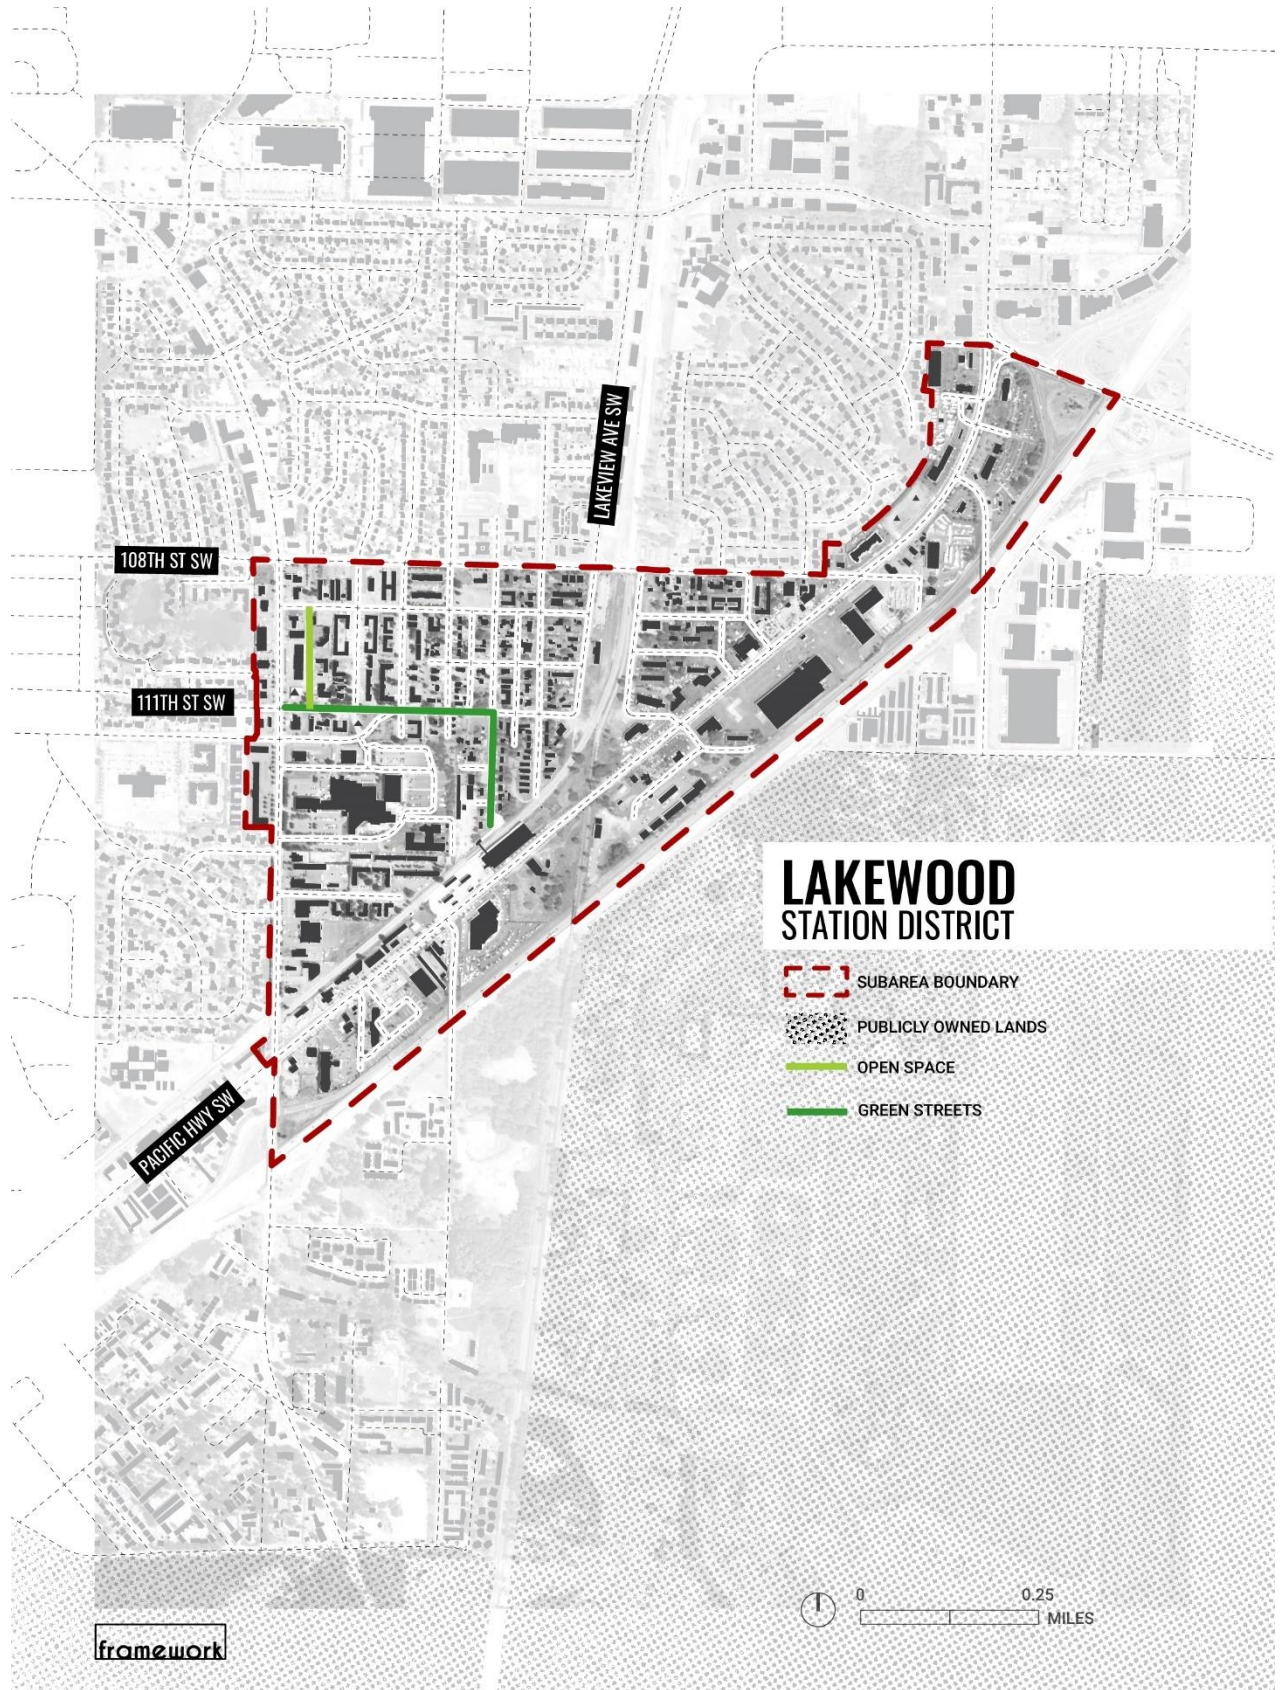 LAKEVIEW AVE SW
108TH ST SW
111TH ST SW
PACIFIC HWY SW
LAKEWOOD
STATION DISTRICT
SUBAREA BOUNDARY
PUBLICLY OWNED LANDS
OPEN SPACE
GREEN STREETS
0 0.25
MILES
framework